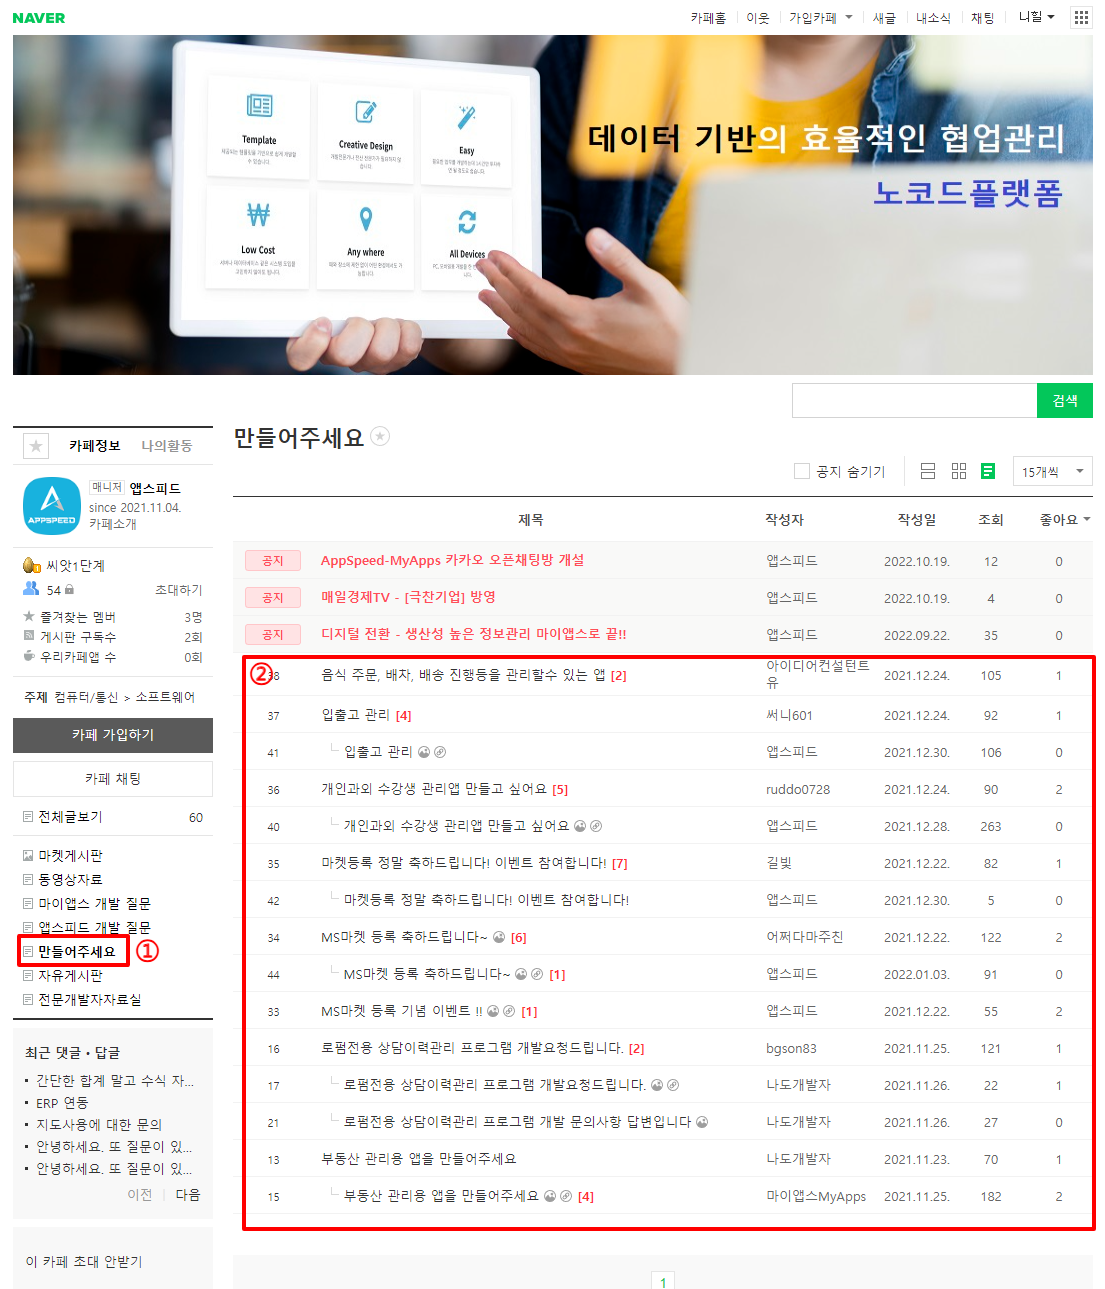 NAVER
카페홈 이웃 가입카페 새글 내소식 채팅 니힐
Template
Creative Design
Easy
Low Cost
Any where
All Devices
데이터 기반의 효율적인 협업관리
노코드플랫폼
검색
카페정보 나의활동
매니저 앱스피드
since 2021.11.04.
카페소개
APPSPEED
씨앗1단계
54 초대하기
즐겨찾는 멤버 3명
게시판 구독수 2회
우리카페앱 수 0회
주제 컴퓨터/통신 > 소프트웨어
카페 가입하기
카페 채팅
전체글보기 60
마켓게시판
동영상자료
마이앱스 개발 질문
앱스피드 개발 질문
만들어주세요 ①
자유게시판
전문개발자자료실
최근 댓글・답글
간단한 합계 말고 수식 자...
ERP 연동
지도사용에 대한 문의
안녕하세요. 또 질문이 있...
안녕하세요. 또 질문이 있...
이전 다음
이 카페 초대 안받기
만들어주세요
공지 숨기기 15개씩
제목 작성자 작성일 조회 좋아요
공지 AppSpeed-MyApps 카카오 오픈채팅방 개설 앱스피드 2022.10.19. 12 0
공지 매일경제TV - [극찬기업] 방영 앱스피드 2022.10.19. 4 0
공지 디지털 전환 - 생산성 높은 정보관리 마이앱스로 끝!! 앱스피드 2022.09.22. 35 0
② 38 음식 주문, 배차, 배송 진행등을 관리할수 있는 앱 [2] 아이디어컨설턴트유 2021.12.24. 105 1
37 입출고 관리 [4] 써니601 2021.12.24. 92 1
41 입출고 관리 앱스피드 2021.12.30. 106 0
36 개인과외 수강생 관리앱 만들고 싶어요 [5] ruddo0728 2021.12.24. 90 2
40 개인과외 수강생 관리앱 만들고 싶어요 앱스피드 2021.12.28. 263 0
35 마켓등록 정말 축하드립니다! 이벤트 참여합니다! [7] 길빛 2021.12.22. 82 1
42 마켓등록 정말 축하드립니다! 이벤트 참여합니다! 앱스피드 2021.12.30. 5 0
34 MS마켓 등록 축하드립니다~ [6] 어쩌다마주친 2021.12.22. 122 2
44 MS마켓 등록 축하드립니다~ [1] 앱스피드 2022.01.03. 91 0
33 MS마켓 등록 기념 이벤트 !! [1] 앱스피드 2021.12.22. 55 2
16 로펌전용 상담이력관리 프로그램 개발요청드립니다. [2] bgson83 2021.11.25. 121 1
17 로펌전용 상담이력관리 프로그램 개발요청드립니다. 나도개발자 2021.11.26. 22 1
21 로펌전용 상담이력관리 프로그램 개발 문의사항 답변입니다 나도개발자 2021.11.26. 27 0
13 부동산 관리용 앱을 만들어주세요 나도개발자 2021.11.23. 70 1
15 부동산 관리용 앱을 만들어주세요 [4] 마이앱스MyApps 2021.11.25. 182 2
1